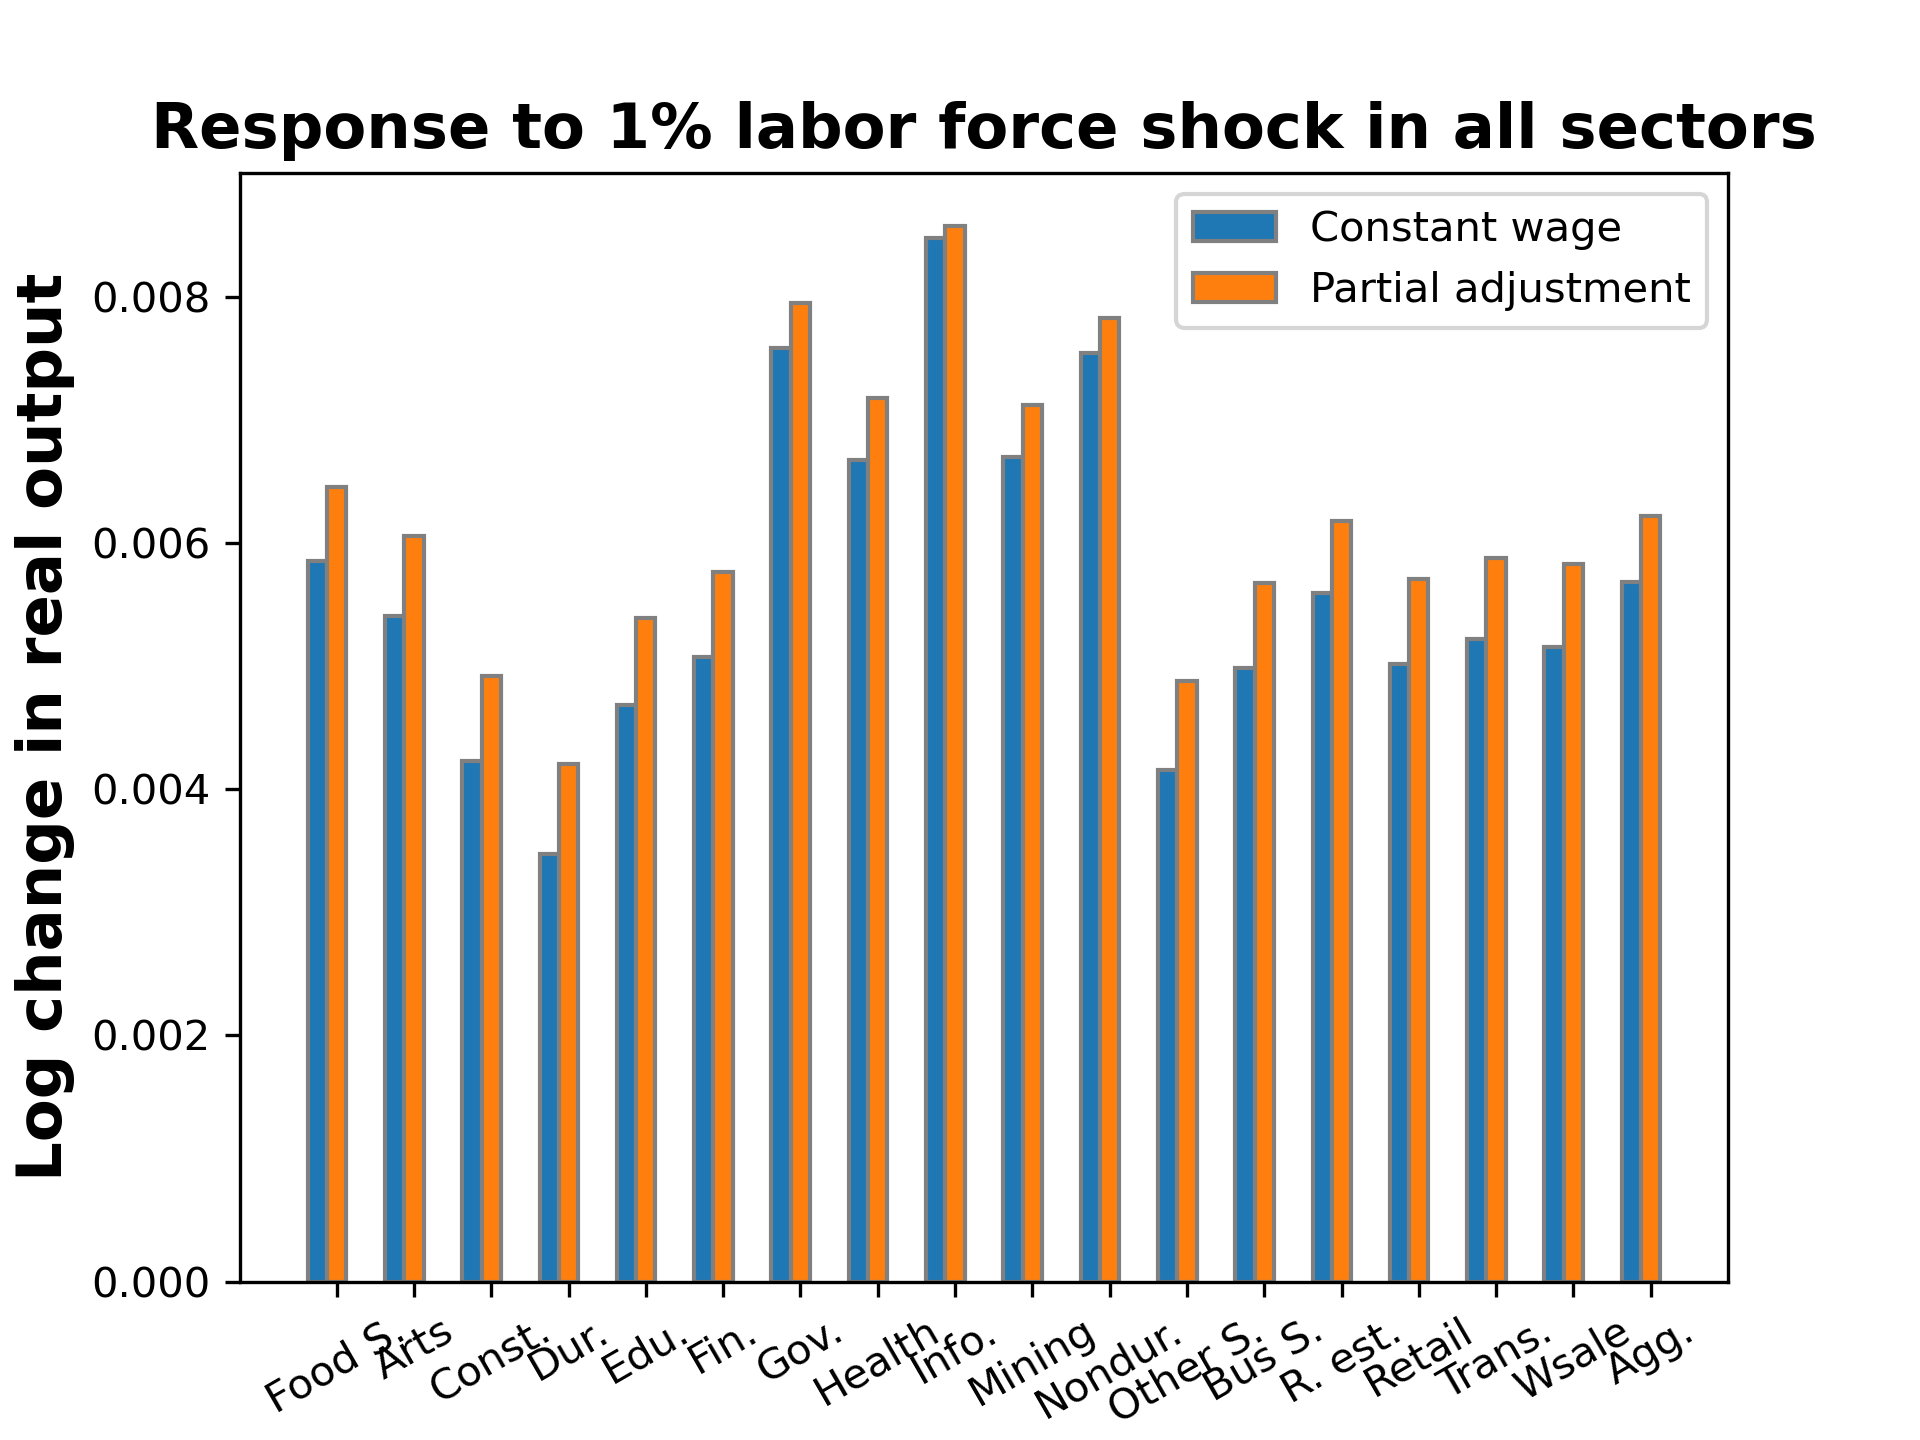 Response to 1% labor force shock in all sectors
Log change in real output
Constant wage
Partial adjustment
0.008
0.006
0.004
0.002
0.000
Food S.
Arts
Const.
Dur.
Edu.
Fin.
Gov.
Health
Info.
Mining
Nondur.
Other S.
Bus S.
R. est.
Retail
Trans.
Wsale
Agg.